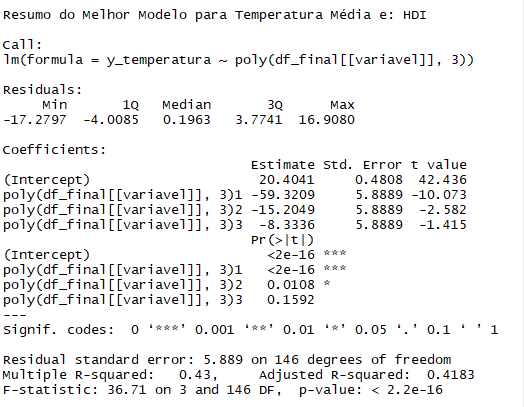 Resumo do Melhor Modelo para Temperatura Média e: HDI
Call:
lm(formula = y_temperatura ~ poly(df_final[[variavel]], 3))
Residuals:
     Min       1Q   Median       3Q      Max
-17.2797  -4.0085   0.1963   3.7741  16.9080
Coefficients:
                               Estimate Std. Error t value
(Intercept)                     20.4041     0.4808  42.436
poly(df_final[[variavel]], 3)1 -59.3209     5.8889 -10.073
poly(df_final[[variavel]], 3)2 -15.2049     5.8889  -2.582
poly(df_final[[variavel]], 3)3  -8.3336     5.8889  -1.415
                               Pr(>|t|)
(Intercept)                      <2e-16 ***
poly(df_final[[variavel]], 3)1   <2e-16 ***
poly(df_final[[variavel]], 3)2   0.0108 *
poly(df_final[[variavel]], 3)3   0.1592
---
Signif. codes:  0 ‘***’ 0.001 ‘**’ 0.01 ‘*’ 0.05 ‘.’ 0.1 ‘ ’ 1
Residual standard error: 5.889 on 146 degrees of freedom
Multiple R-squared:   0.43,	Adjusted R-squared:  0.4183
F-statistic: 36.71 on 3 and 146 DF,  p-value: < 2.2e-16